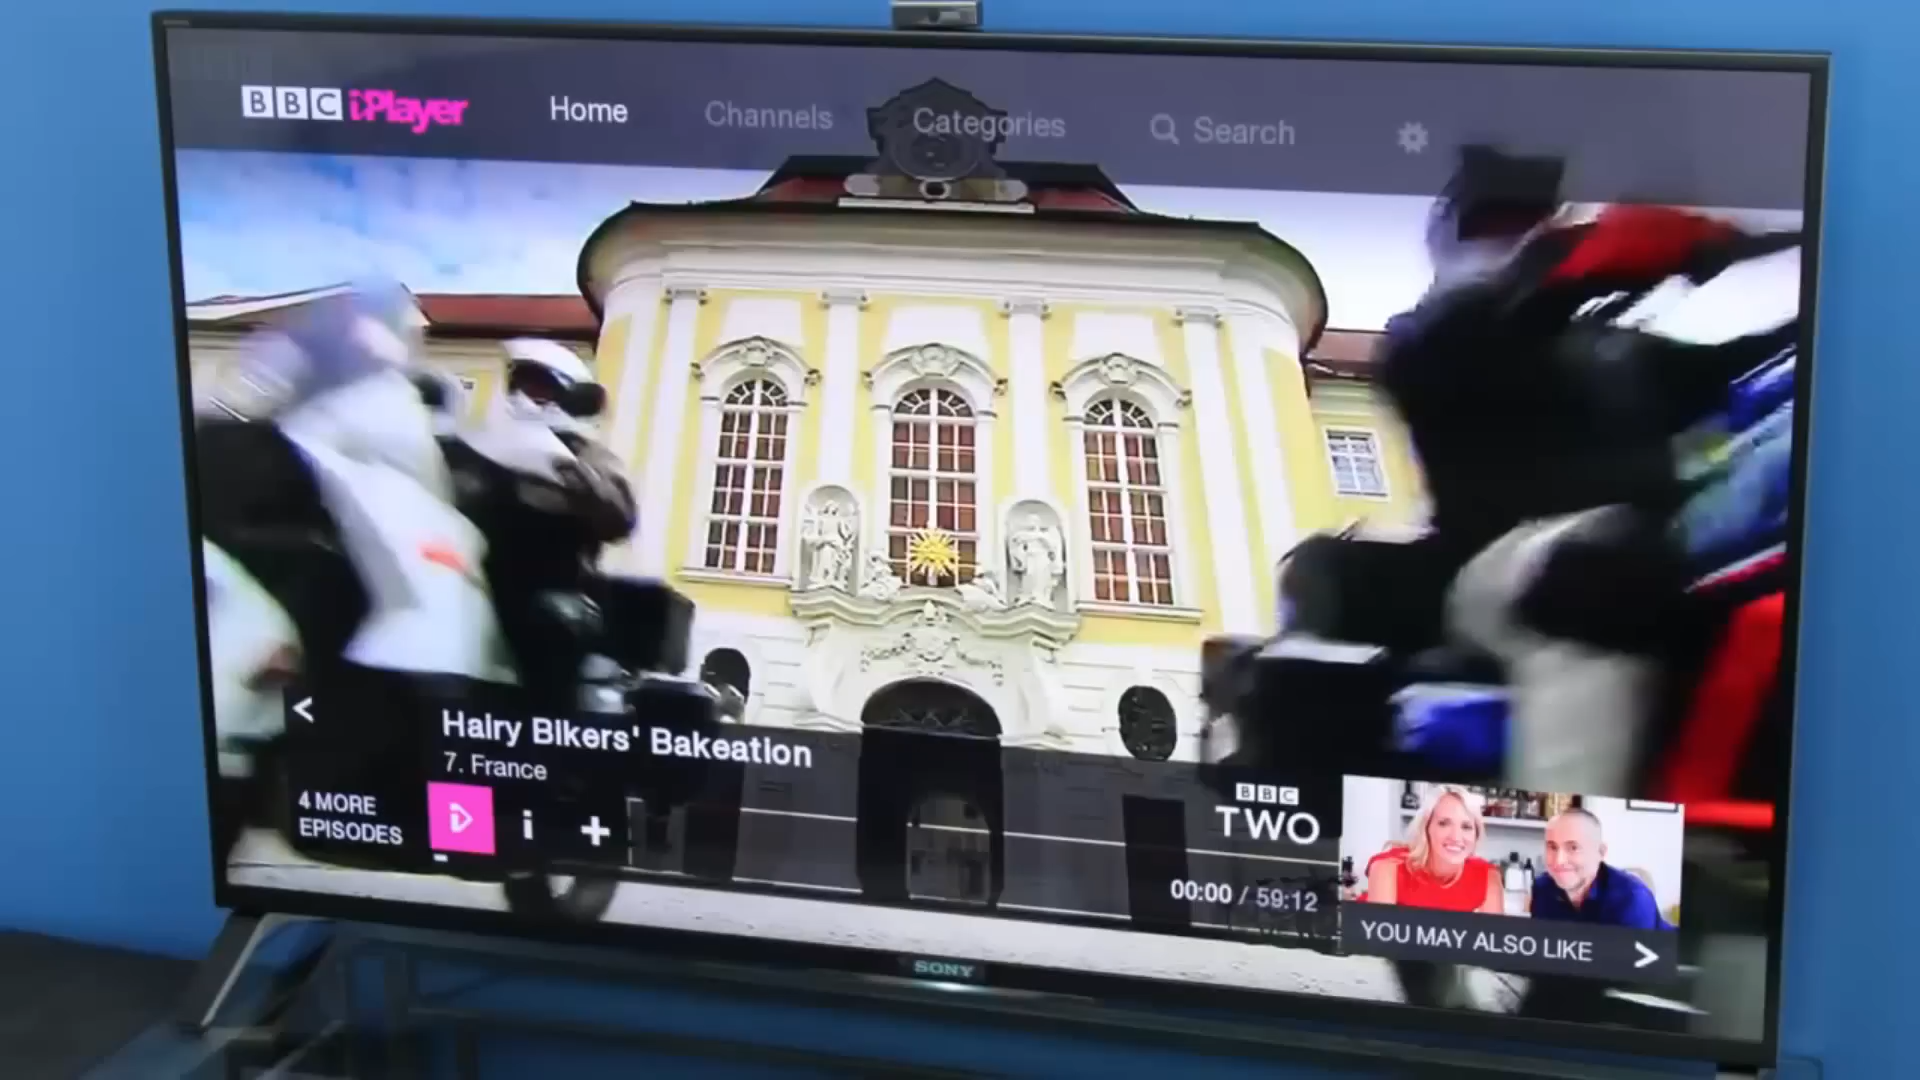 BBC iPlayer Home Channels Categories Search
Hairy Bikers' Bakeation
7. France
4 MORE
EPISODES
BBC
TWO
00:00 / 59:12
YOU MAY ALSO LIKE
SONY